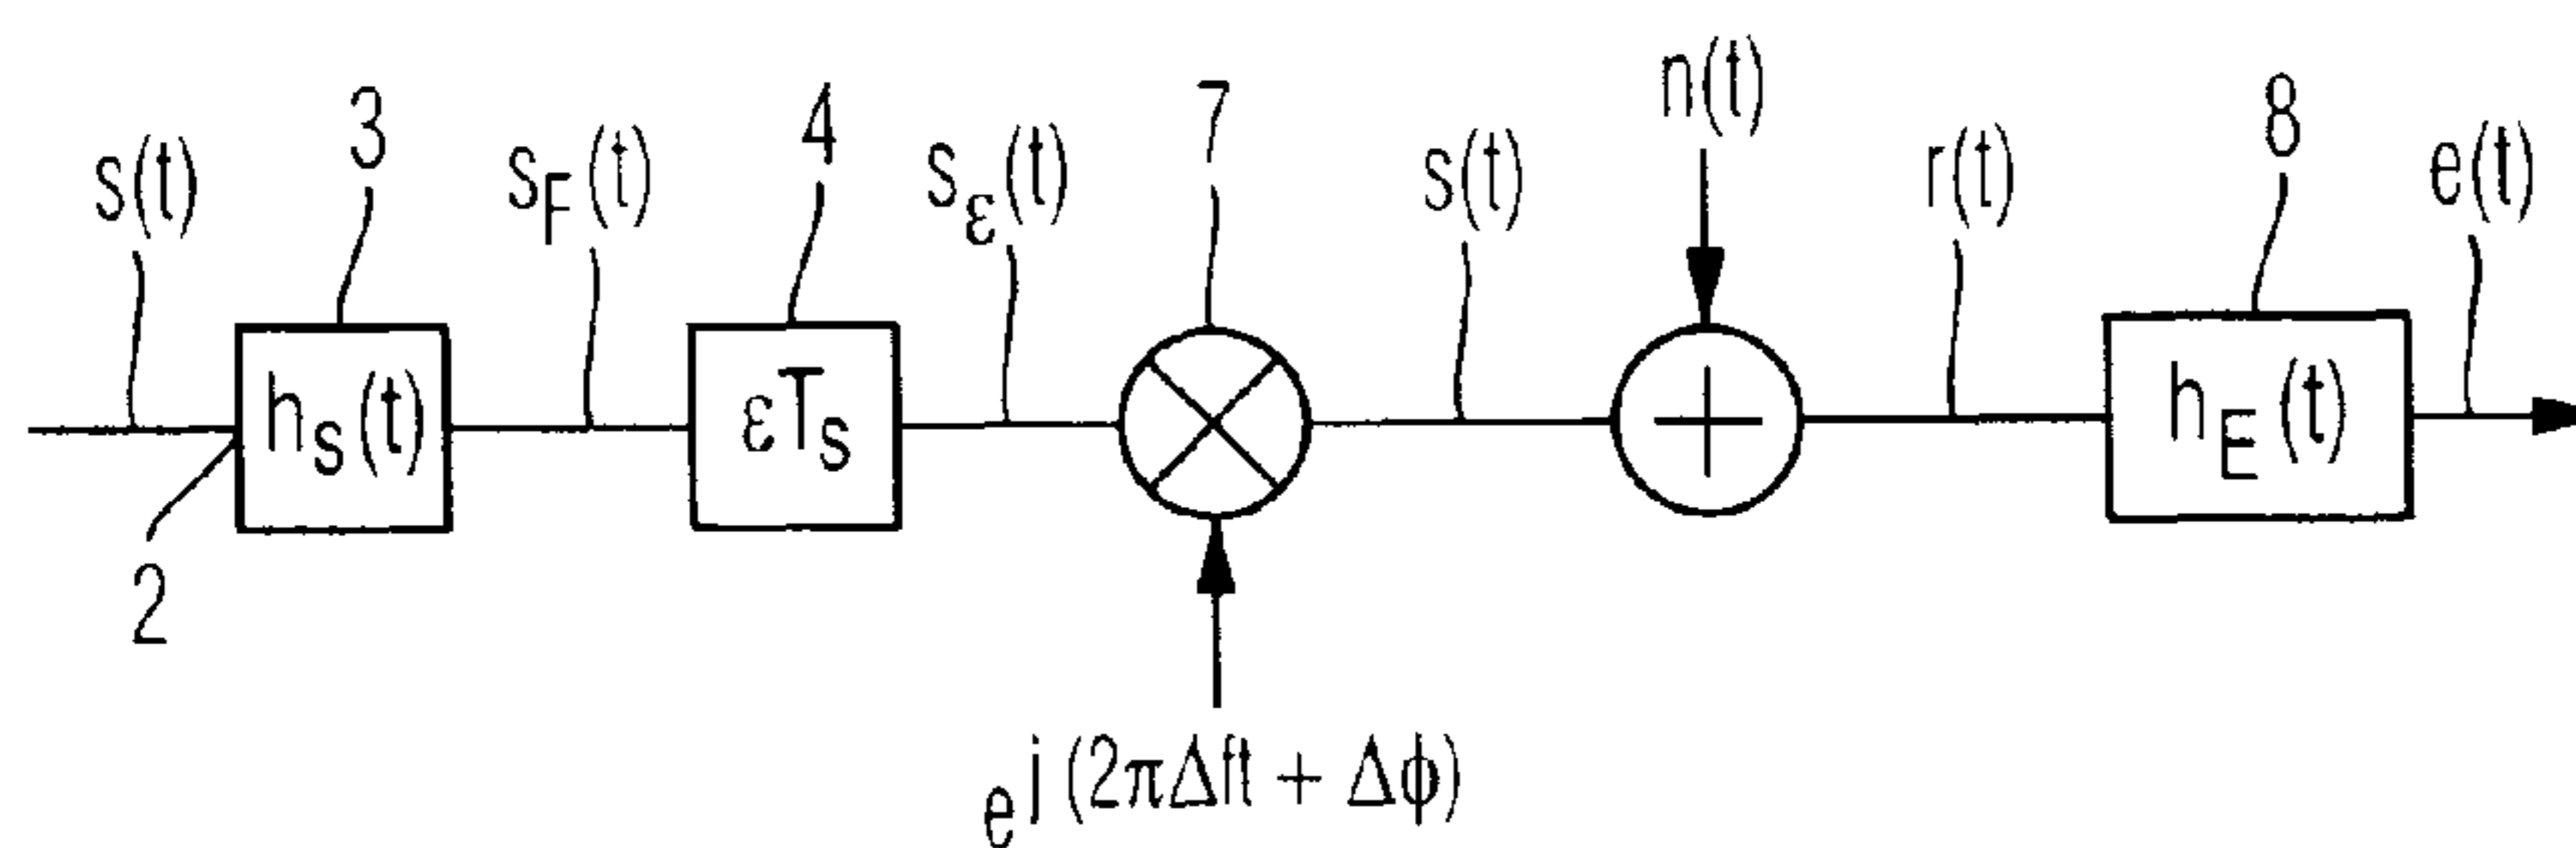 s(t)
3
s_F(t)
4
s_ε(t)
7
s(t)
n(t)
r(t)
8
e(t)
h_S(t)
εT_S
h_E(t)
2
e^{j(2πΔft + Δϕ)}